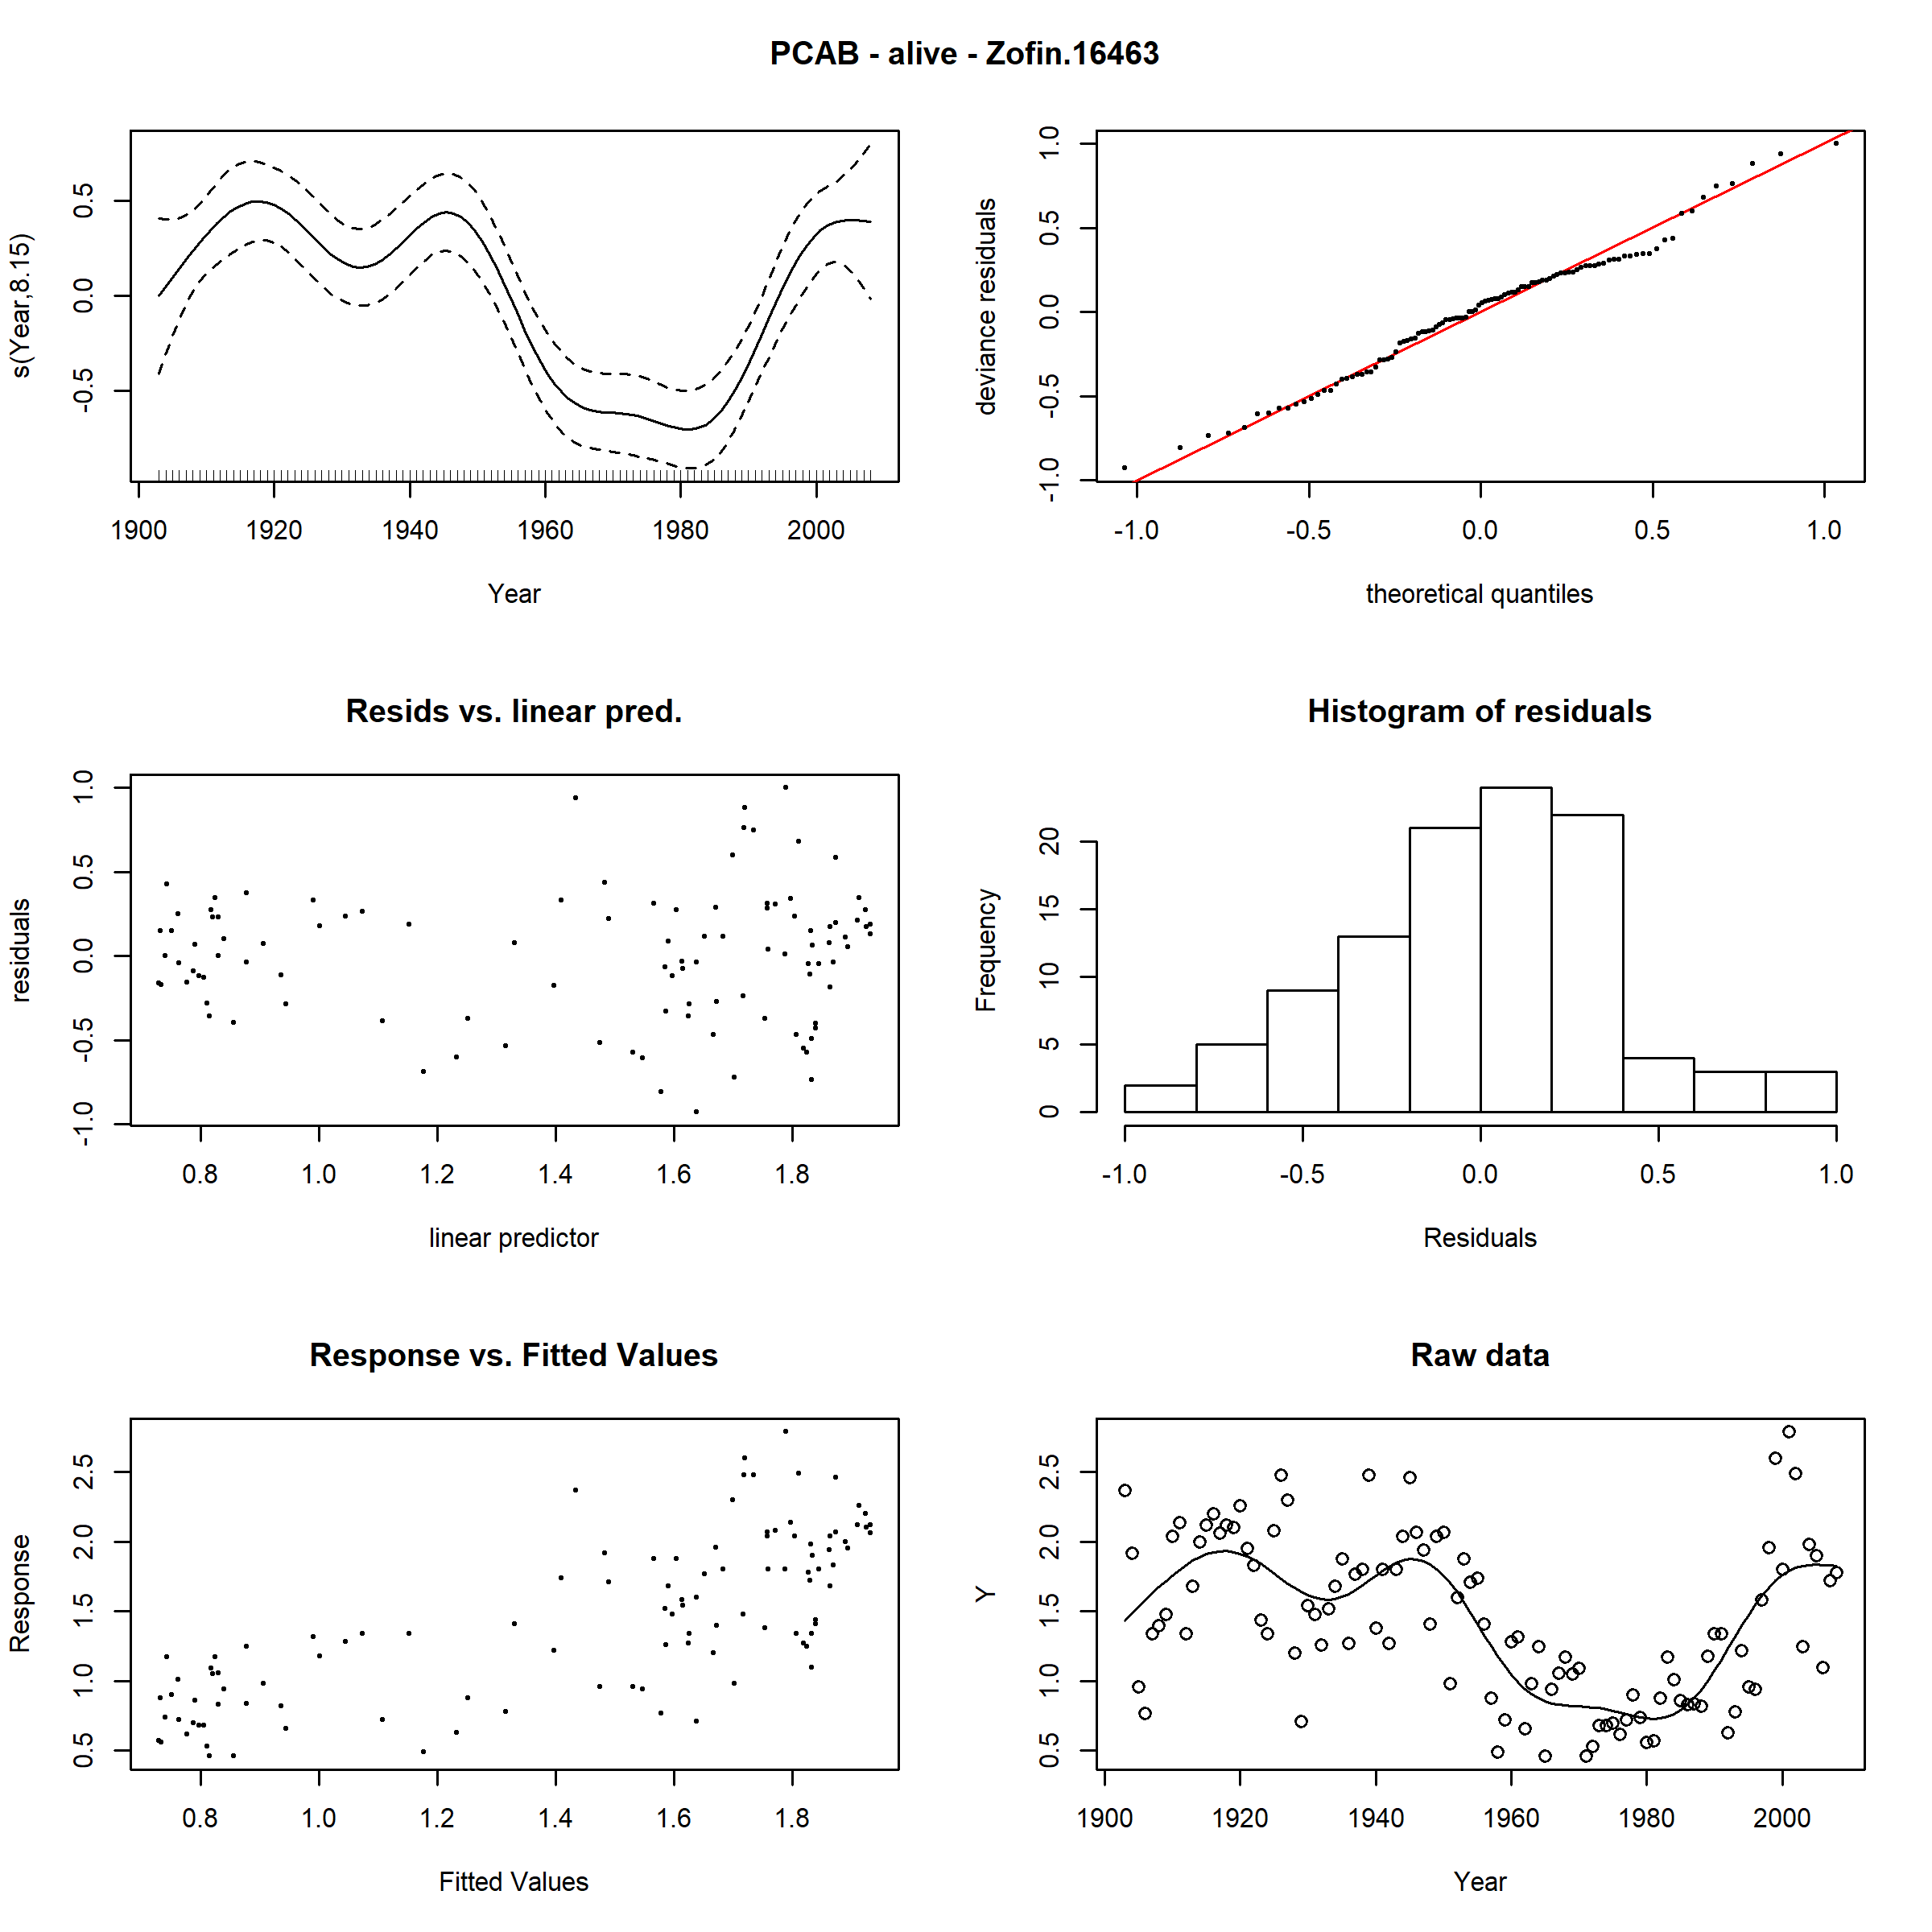 PCAB - alive - Zofin.16463
s(Year,8.15)
-0.5 0.0 0.5
1900 1920 1940 1960 1980 2000
Year
deviance residuals
-1.0 -0.5 0.0 0.5 1.0
-1.0 -0.5 0.0 0.5 1.0
theoretical quantiles
Resids vs. linear pred.
residuals
-1.0 -0.5 0.0 0.5 1.0
0.8 1.0 1.2 1.4 1.6 1.8
linear predictor
Histogram of residuals
Frequency
0 5 10 15 20
-1.0 -0.5 0.0 0.5 1.0
Residuals
Response vs. Fitted Values
Response
0.5 1.0 1.5 2.0 2.5
0.8 1.0 1.2 1.4 1.6 1.8
Fitted Values
Raw data
Y
0.5 1.0 1.5 2.0 2.5
1900 1920 1940 1960 1980 2000
Year